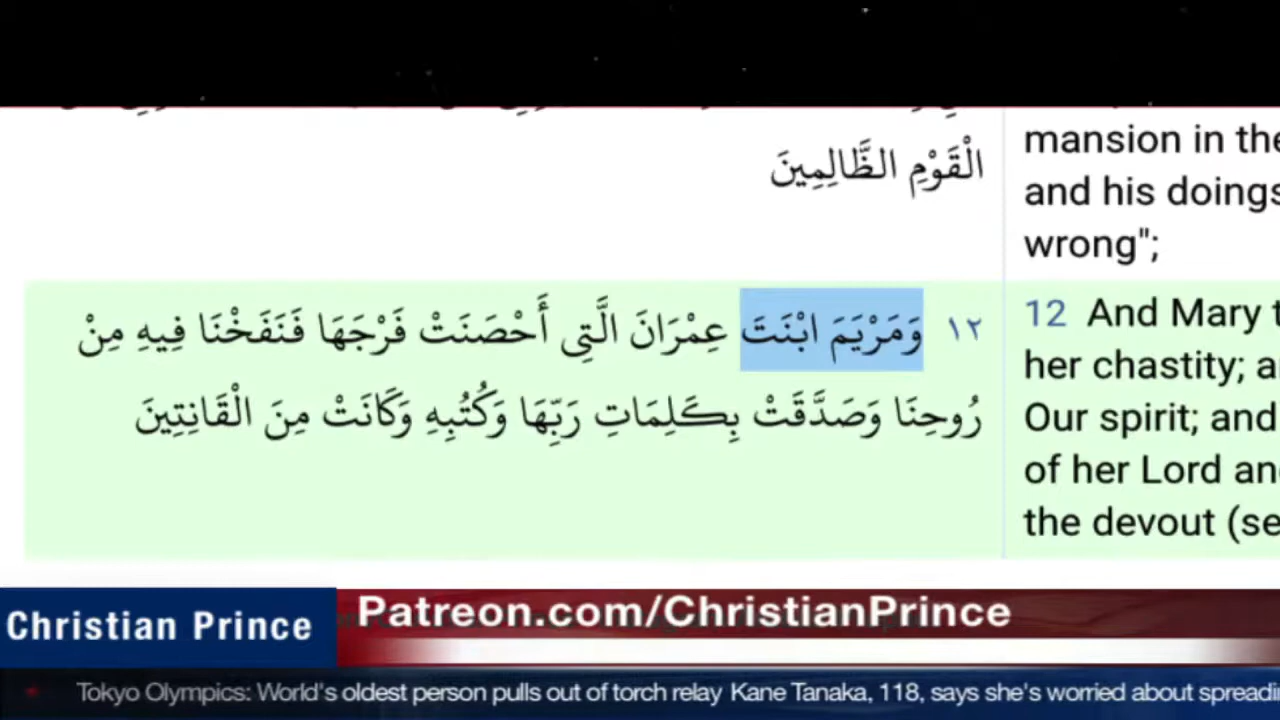 الْقَوْمِ الظَّالِمِينَ
mansion in the
and his doings
wrong";
١٢ وَمَرْيَمَ ابْنَتَ عِمْرَانَ الَّتِي أَحْصَنَتْ فَرْجَهَا فَنَفَخْنَا فِيهِ مِنْ
رُوحِنَا وَصَدَّقَتْ بِكَلِمَاتِ رَبِّهَا وَكُتُبِهِ وَكَانَتْ مِنَ الْقَانِتِينَ
12 And Mary t
her chastity; a
Our spirit; and
of her Lord an
the devout (se
Christian Prince
Patreon.com/ChristianPrince
Tokyo Olympics: World's oldest person pulls out of torch relay Kane Tanaka, 118, says she's worried about spreadi